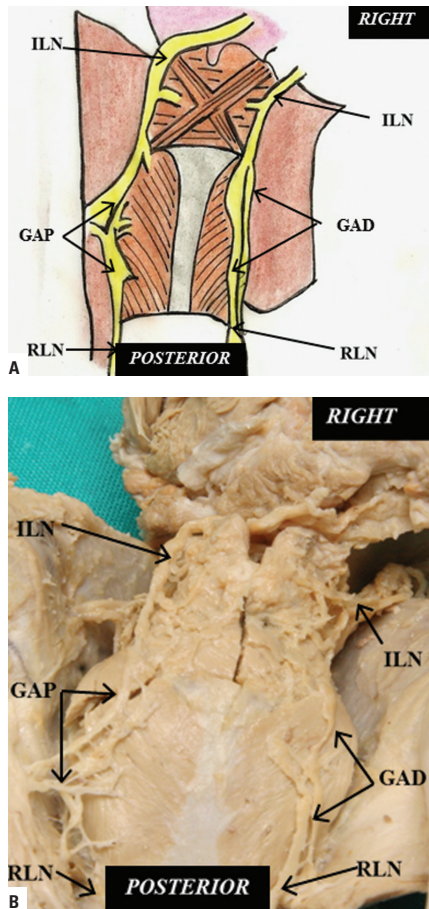 RIGHT
ILN
ILN
GAP
GAD
RLN
RLN
POSTERIOR
A
RIGHT
ILN
ILN
GAP
GAD
RLN
RLN
POSTERIOR
B